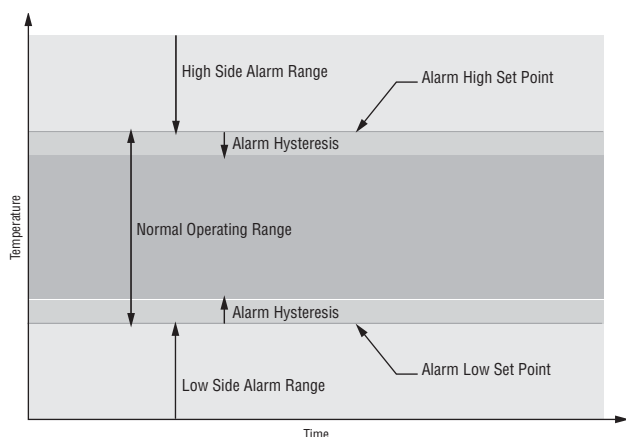 High Side Alarm Range
Alarm High Set Point
Alarm Hysteresis
Normal Operating Range
Temperature
Alarm Hysteresis
Alarm Low Set Point
Low Side Alarm Range
Time